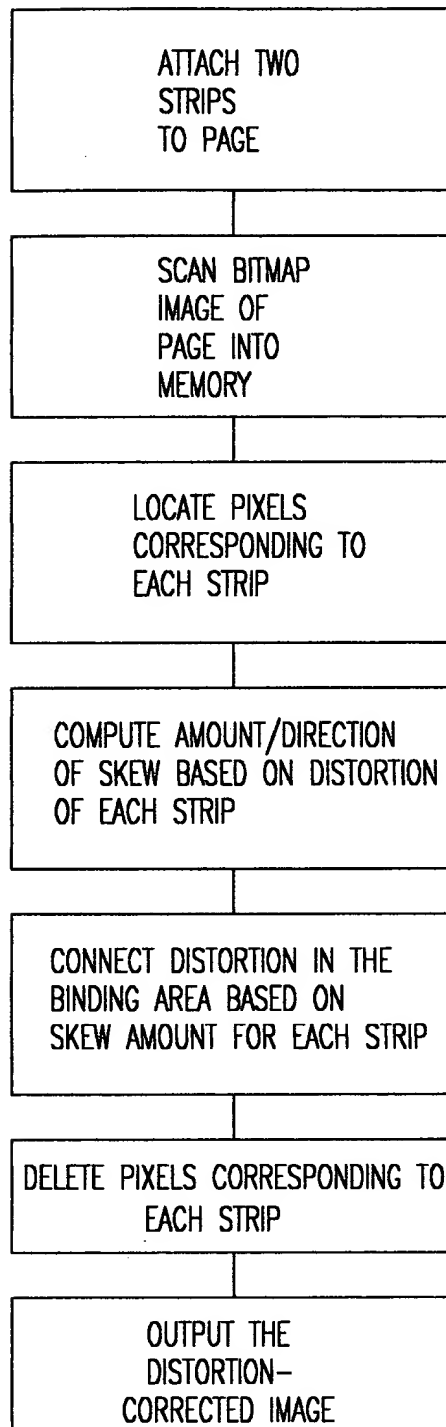 ATTACH TWO
STRIPS
TO PAGE
SCAN BITMAP
IMAGE OF
PAGE INTO
MEMORY
LOCATE PIXELS
CORRESPONDING TO
EACH STRIP
COMPUTE AMOUNT/DIRECTION
OF SKEW BASED ON DISTORTION
OF EACH STRIP
CONNECT DISTORTION IN THE
BINDING AREA BASED ON
SKEW AMOUNT FOR EACH STRIP
DELETE PIXELS CORRESPONDING TO
EACH STRIP
OUTPUT THE
DISTORTION–
CORRECTED IMAGE